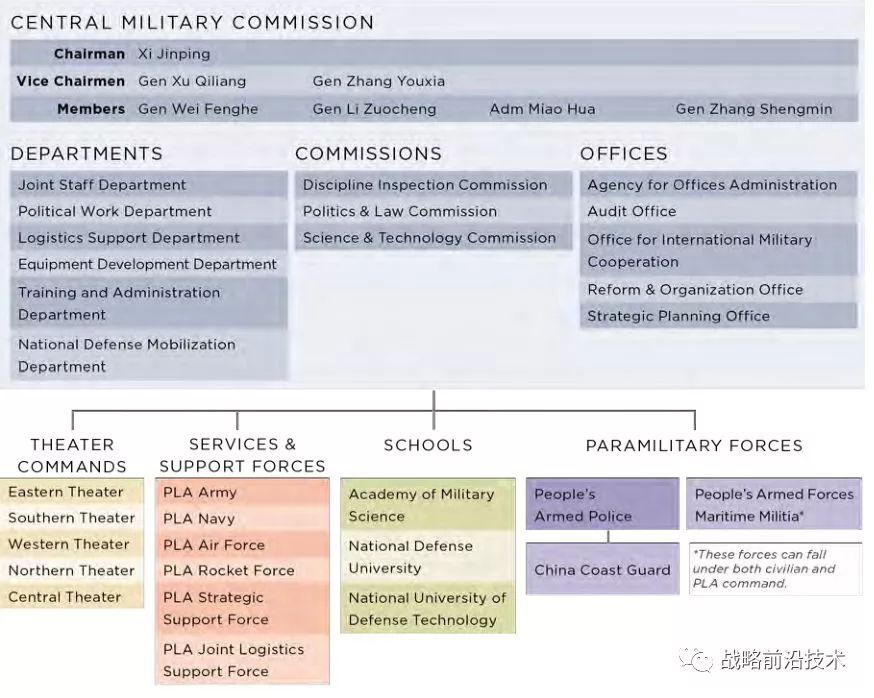 CENTRAL MILITARY COMMISSION
Chairman Xi Jinping
Vice Chairmen Gen Xu Qiliang Gen Zhang Youxia
Members Gen Wei Fenghe Gen Li Zuocheng Adm Miao Hua Gen Zhang Shengmin
DEPARTMENTS
Joint Staff Department
Political Work Department
Logistics Support Department
Equipment Development Department
Training and Administration
Department
National Defense Mobilization
Department
COMMISSIONS
Discipline Inspection Commission
Politics & Law Commission
Science & Technology Commission
OFFICES
Agency for Offices Administration
Audit Office
Office for International Military
Cooperation
Reform & Organization Office
Strategic Planning Office
THEATER
COMMANDS
Eastern Theater
Southern Theater
Western Theater
Northern Theater
Central Theater
SERVICES &
SUPPORT FORCES
PLA Army
PLA Navy
PLA Air Force
PLA Rocket Force
PLA Strategic
Support Force
PLA Joint Logistics
Support Force
SCHOOLS
Academy of Military
Science
National Defense
University
National University of
Defense Technology
PARAMILITARY FORCES
People's
Armed Police
China Coast Guard
People's Armed Forces
Maritime Militia*
*These forces can fall
under both civilian and
PLA command.
战略前沿技术